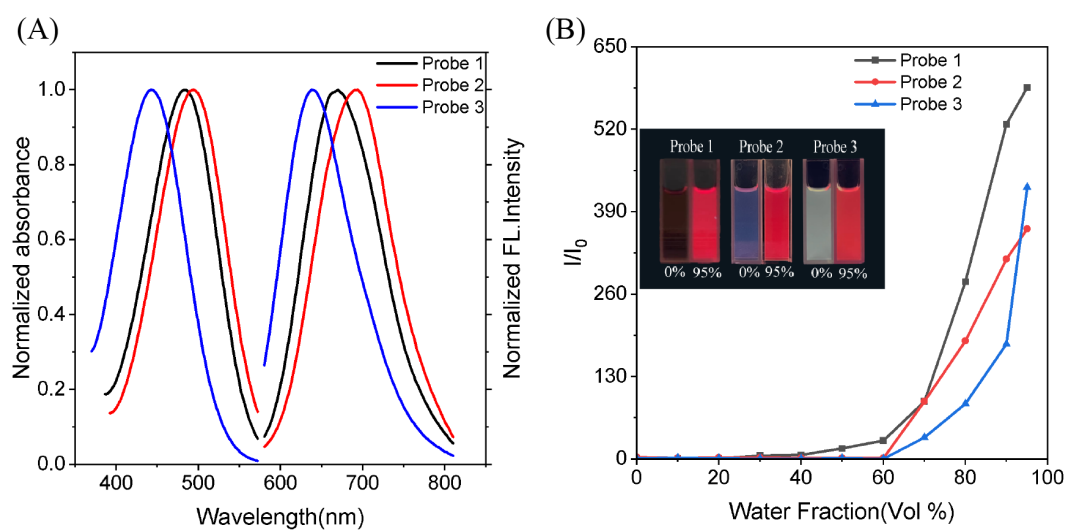 (A)
Probe 1
Probe 2
Probe 3
1.0
0.8
0.6
0.4
0.2
0.0
400
500
600
700
800
Normalized absorbance
Normalized FL.Intensity
Wavelength(nm)
(B)
Probe 1
Probe 2
Probe 3
650
520
390
260
130
0
0
20
40
60
80
100
I/I0
Water Fraction(Vol %)
Probe 1 Probe 2 Probe 3
0% 95% 0% 95% 0% 95%